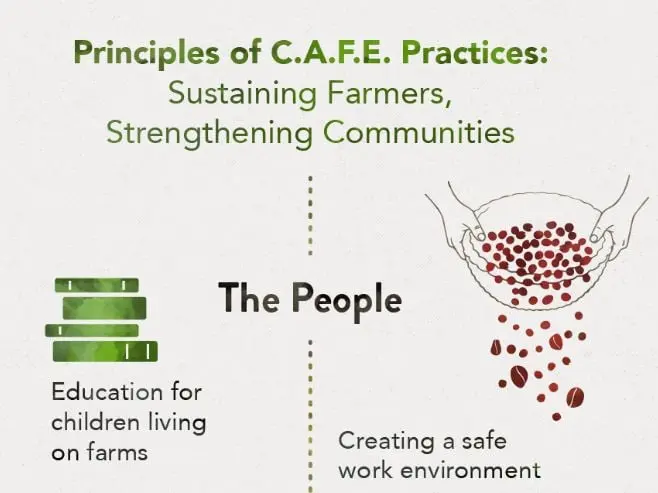 Principles of C.A.F.E. Practices:
Sustaining Farmers,
Strengthening Communities
The People
Education for
children living
on farms
Creating a safe
work environment